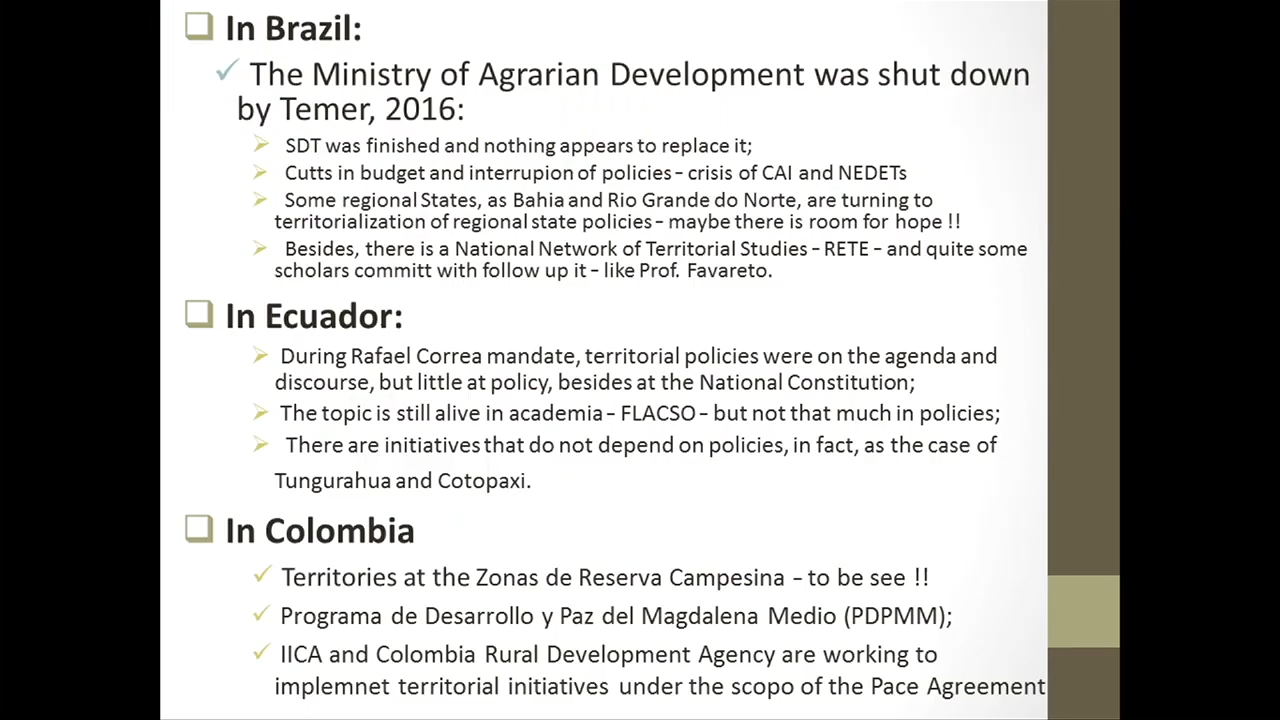 In Brazil:
The Ministry of Agrarian Development was shut down
by Temer, 2016:
SDT was finished and nothing appears to replace it;
Cutts in budget and interrupion of policies – crisis of CAI and NEDETs
Some regional States, as Bahia and Rio Grande do Norte, are turning to
territorialization of regional state policies – maybe there is room for hope !!
Besides, there is a National Network of Territorial Studies – RETE – and quite some
scholars committ with follow up it – like Prof. Favareto.
In Ecuador:
During Rafael Correa mandate, territorial policies were on the agenda and
discourse, but little at policy, besides at the National Constitution;
The topic is still alive in academia – FLACSO – but not that much in policies;
There are initiatives that do not depend on policies, in fact, as the case of
Tungurahua and Cotopaxi.
In Colombia
Territories at the Zonas de Reserva Campesina – to be see !!
Programa de Desarrollo y Paz del Magdalena Medio (PDPMM);
IICA and Colombia Rural Development Agency are working to
implemnet territorial initiatives under the scopo of the Pace Agreement